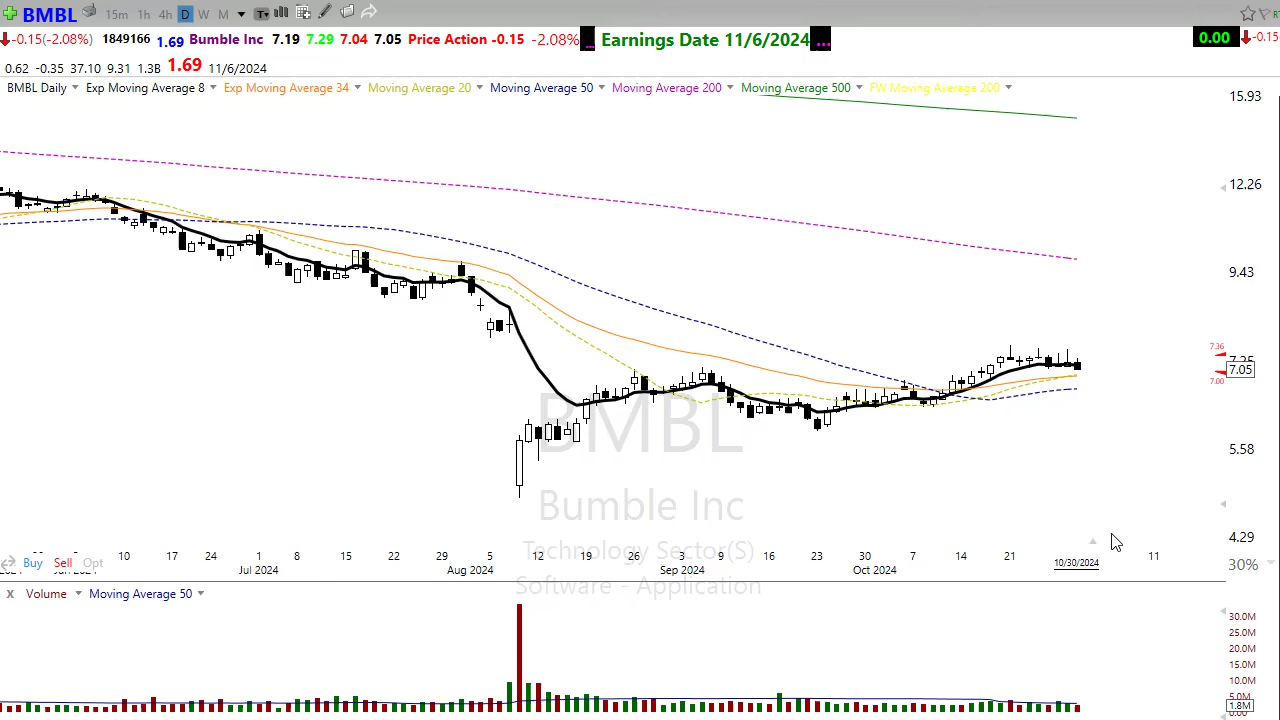 BMBL 15m 1h 4h D W M T
-0.15(-2.08%) 1849166 1.69 Bumble Inc 7.19 7.29 7.04 7.05 Price Action -0.15 -2.08% ... Earnings Date 11/6/2024 ... 0.00 -0.15
0.62 -0.35 37.10 9.31 1.3B 1.69 11/6/2024
BMBL Daily Exp Moving Average 8 Exp Moving Average 34 Moving Average 20 Moving Average 50 Moving Average 200 Moving Average 500 FW Moving Average 200
15.93
12.26
9.43
7.36
7.05
7.00
BMBL
5.58
Bumble Inc
4.29
Technology Sector(S)
Software - Application
10 17 24 1 8 15 22 29 5 12 19 26 3 9 16 23 30 7 14 21 11
Buy Sell Opt
Jul 2024 Aug 2024 Sep 2024 Oct 2024 10/30/2024 30%
X Volume Moving Average 50
30.0M
25.0M
20.0M
15.0M
10.0M
5.0M
1.8M